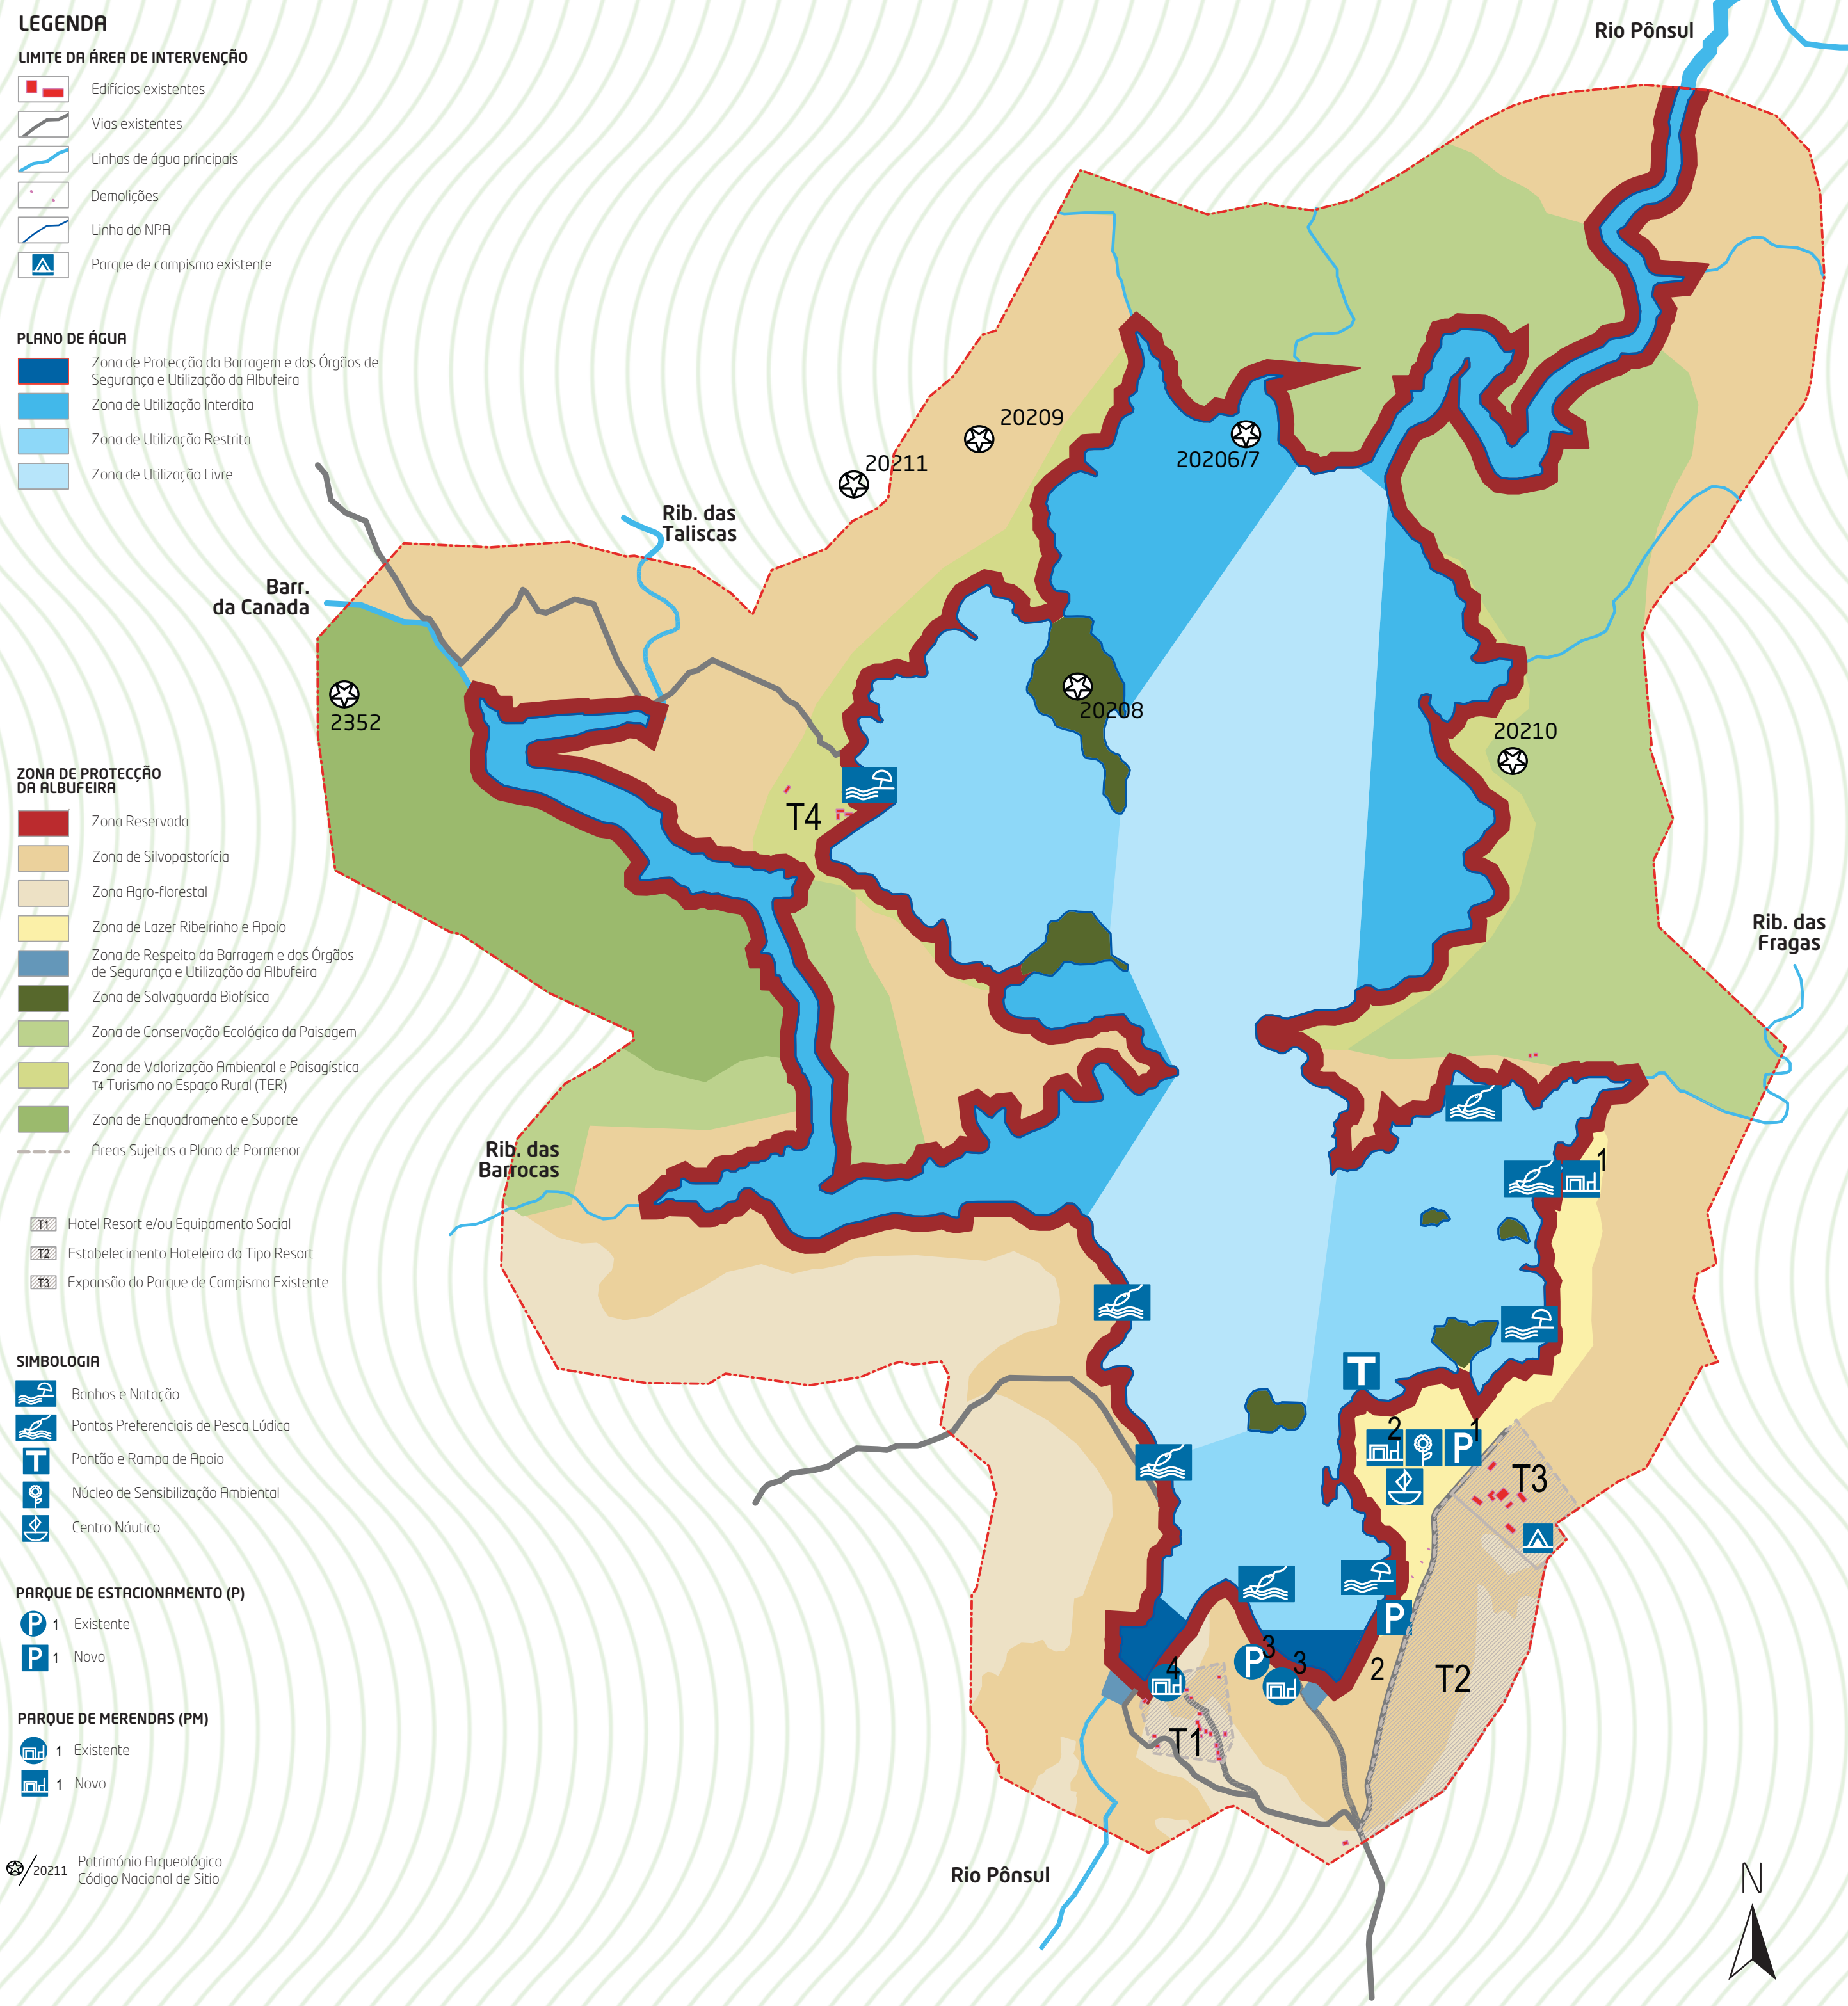 LEGENDA
LIMITE DA ÁREA DE INTERVENÇÃO
Edifícios existentes
Vias existentes
Linhas de água principais
Demolições
Linha do NPA
Parque de campismo existente
PLANO DE ÁGUA
Zona de Protecção da Barragem e dos Órgãos de
Segurança e Utilização da Albufeira
Zona de Utilização Interdita
Zona de Utilização Restrita
Zona de Utilização Livre
ZONA DE PROTECÇÃO
DA ALBUFEIRA
Zona Reservada
Zona de Silvopastorícia
Zona Agro-florestal
Zona de Lazer Ribeirinho e Apoio
Zona de Respeito da Barragem e dos Órgãos
de Segurança e Utilização da Albufeira
Zona de Salvaguarda Biofísica
Zona de Conservação Ecológica da Paisagem
Zona de Valorização Ambiental e Paisagística
T4 Turismo no Espaço Rural (TER)
Zona de Enquadramento e Suporte
Áreas Sujeitas a Plano de Pormenor
T1 Hotel Resort e/ou Equipamento Social
T2 Estabelecimento Hoteleiro do Tipo Resort
T3 Expansão do Parque de Campismo Existente
SIMBOLOGIA
Banhos e Natação
Pontos Preferenciais de Pesca Lúdica
T Pontão e Rampa de Apoio
Núcleo de Sensibilização Ambiental
Centro Náutico
PARQUE DE ESTACIONAMENTO (P)
P 1 Existente
P 1 Novo
PARQUE DE MERENDAS (PM)
1 Existente
1 Novo
/20211 Património Arqueológico
Código Nacional de Sitio
Rio Pônsul
20209
20211
20206/7
Rib. das
Taliscas
Barr.
da Canada
2352
20208
20210
T4
Rib. das
Fragas
Rib. das
Barrocas
1
T
2
1
P
T3
P
3
P
3
4
2
T2
T1
Rio Pônsul
N